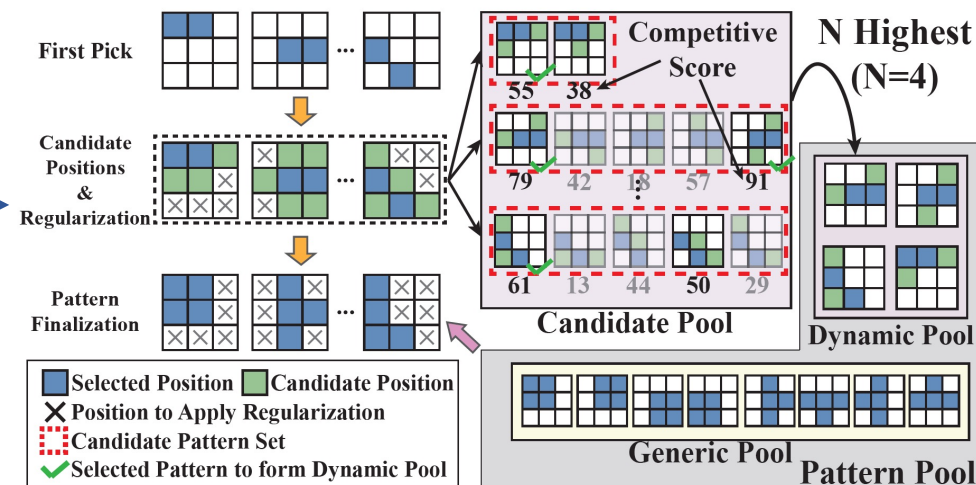 First Pick
...
Candidate
Positions
&
Regularization
...
Pattern
Finalization
...
Competitive
Score
55 38
79 42 18 57 91
⋮
61 13 44 50 29
Candidate Pool
N Highest
(N=4)
Dynamic Pool
Selected Position Candidate Position
Position to Apply Regularization
Candidate Pattern Set
Selected Pattern to form Dynamic Pool
Generic Pool
Pattern Pool